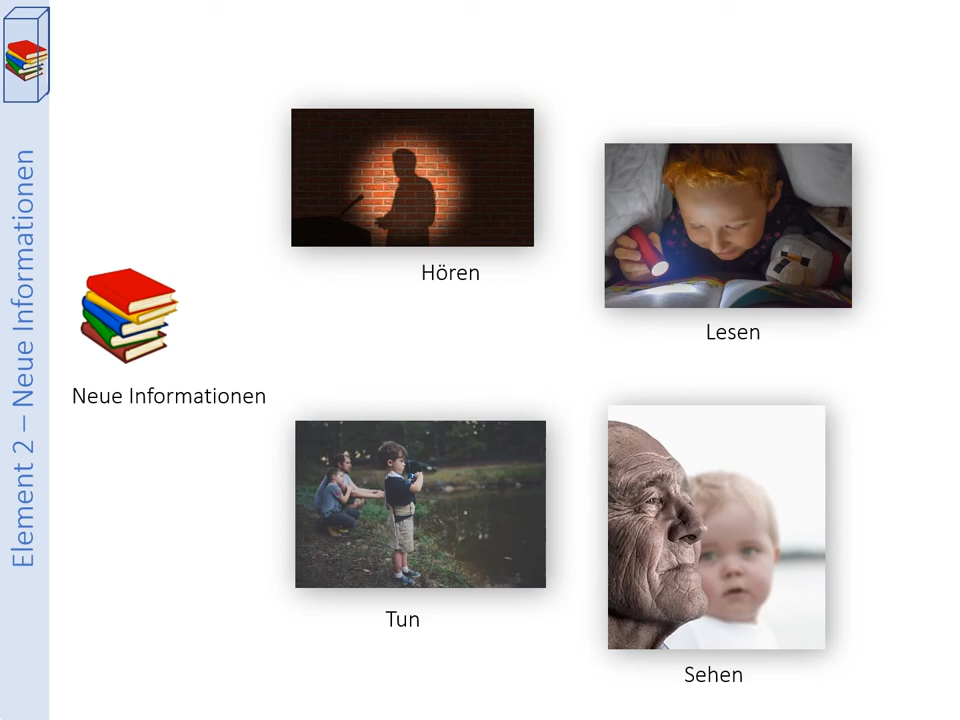 Element 2 – Neue Informationen
Hören
Lesen
Neue Informationen
Tun
Sehen